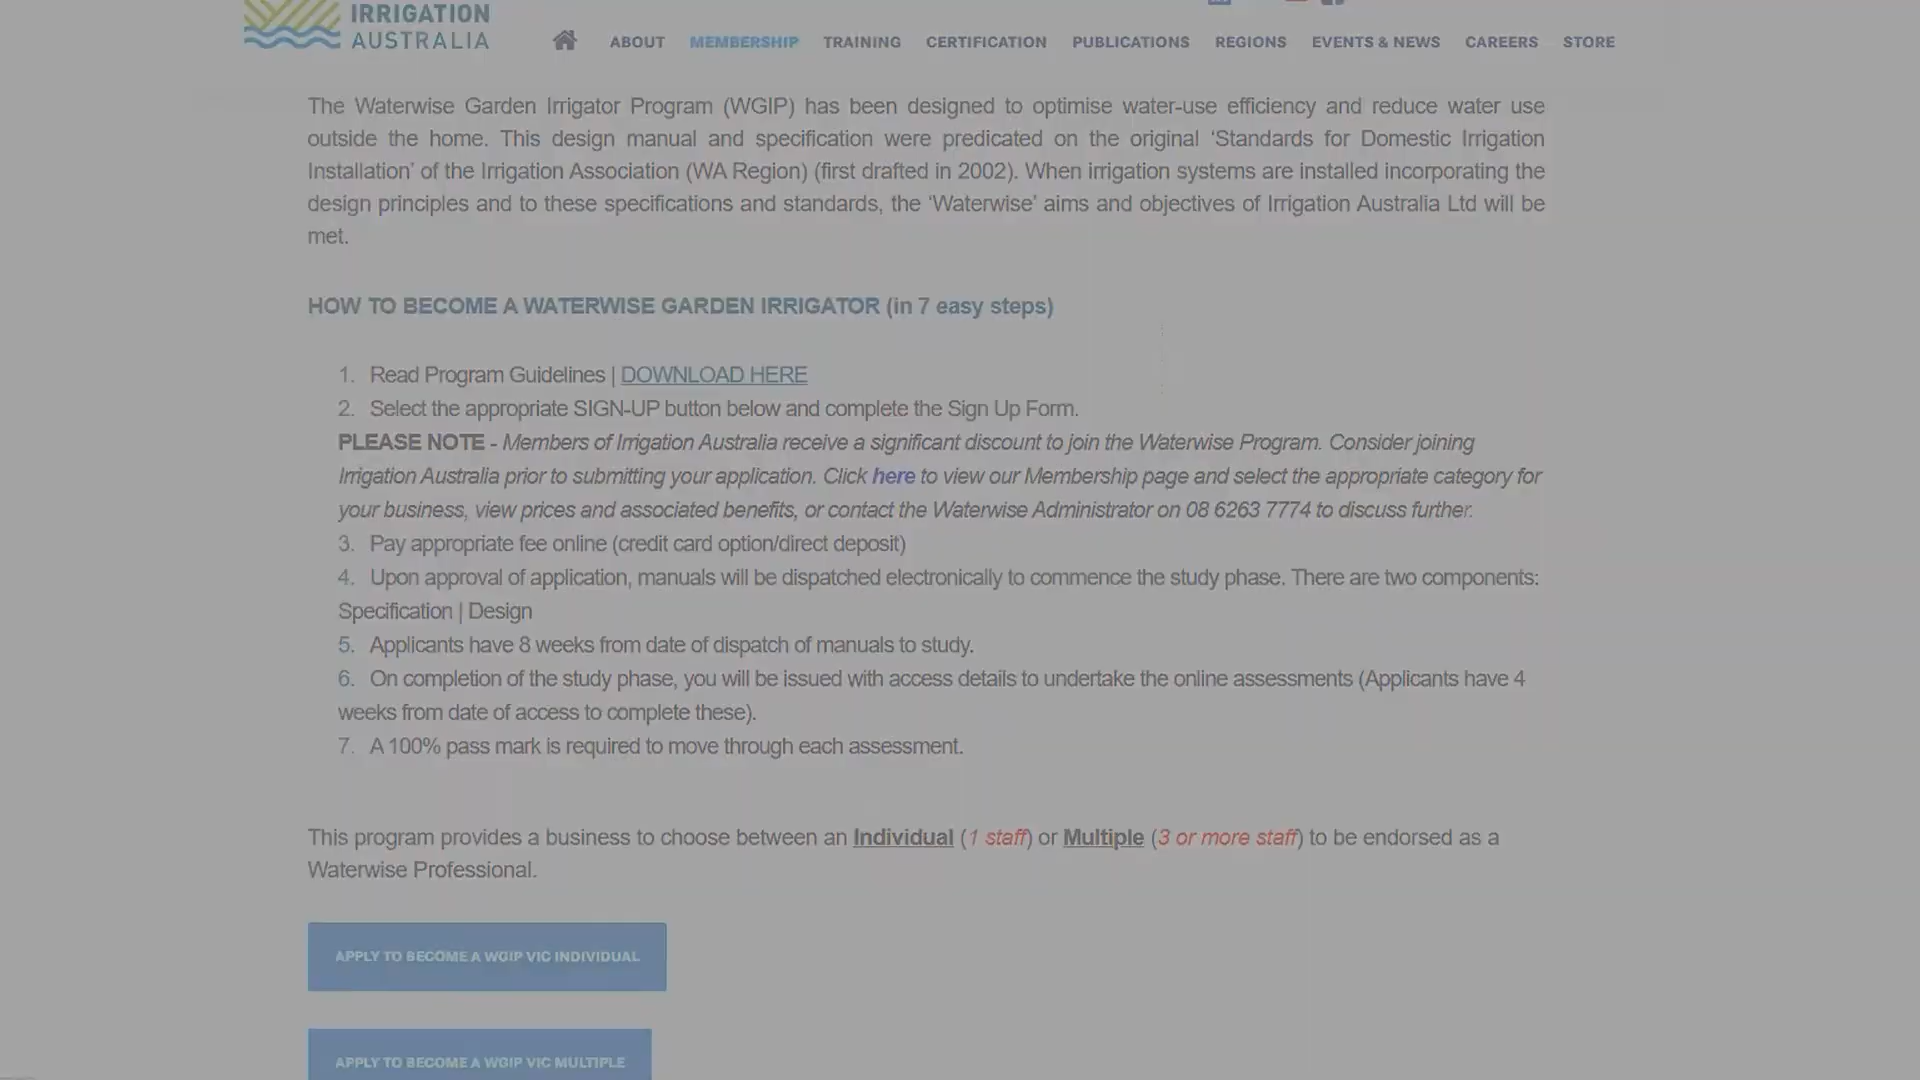 IRRIGATION
AUSTRALIA
ABOUT MEMBERSHIP TRAINING CERTIFICATION PUBLICATIONS REGIONS EVENTS & NEWS CAREERS STORE
The Waterwise Garden Irrigator Program (WGIP) has been designed to optimise water-use efficiency and reduce water use
outside the home. This design manual and specification were predicated on the original ‘Standards for Domestic Irrigation
Installation’ of the Irrigation Association (WA Region) (first drafted in 2002). When irrigation systems are installed incorporating the
design principles and to these specifications and standards, the ‘Waterwise’ aims and objectives of Irrigation Australia Ltd will be
met.
HOW TO BECOME A WATERWISE GARDEN IRRIGATOR (in 7 easy steps)
1. Read Program Guidelines | DOWNLOAD HERE
2. Select the appropriate SIGN-UP button below and complete the Sign Up Form.
PLEASE NOTE - Members of Irrigation Australia receive a significant discount to join the Waterwise Program. Consider joining
Irrigation Australia prior to submitting your application. Click here to view our Membership page and select the appropriate category for
your business, view prices and associated benefits, or contact the Waterwise Administrator on 08 6263 7774 to discuss further.
3. Pay appropriate fee online (credit card option/direct deposit)
4. Upon approval of application, manuals will be dispatched electronically to commence the study phase. There are two components:
Specification | Design
5. Applicants have 8 weeks from date of dispatch of manuals to study.
6. On completion of the study phase, you will be issued with access details to undertake the online assessments (Applicants have 4
weeks from date of access to complete these).
7. A 100% pass mark is required to move through each assessment.
This program provides a business to choose between an Individual (1 staff) or Multiple (3 or more staff) to be endorsed as a
Waterwise Professional.
APPLY TO BECOME A WGIP VIC INDIVIDUAL
APPLY TO BECOME A WGIP VIC MULTIPLE